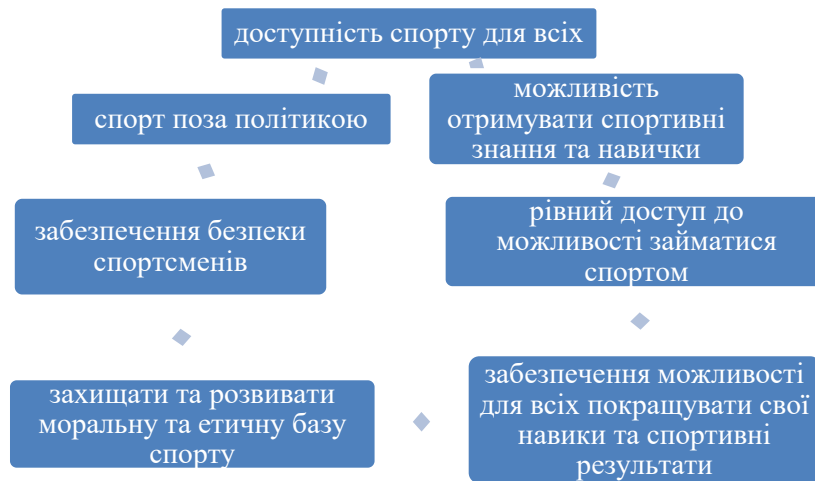 доступність спорту для всіх
спорт поза політикою
можливість
отримувати спортивні
знання та навички
забезпечення безпеки
спортсменів
рівний доступ до
можливості займатися
спортом
захищати та розвивати
моральну та етичну базу
спорту
забезпечення можливості
для всіх покращувати свої
навики та спортивні
результати